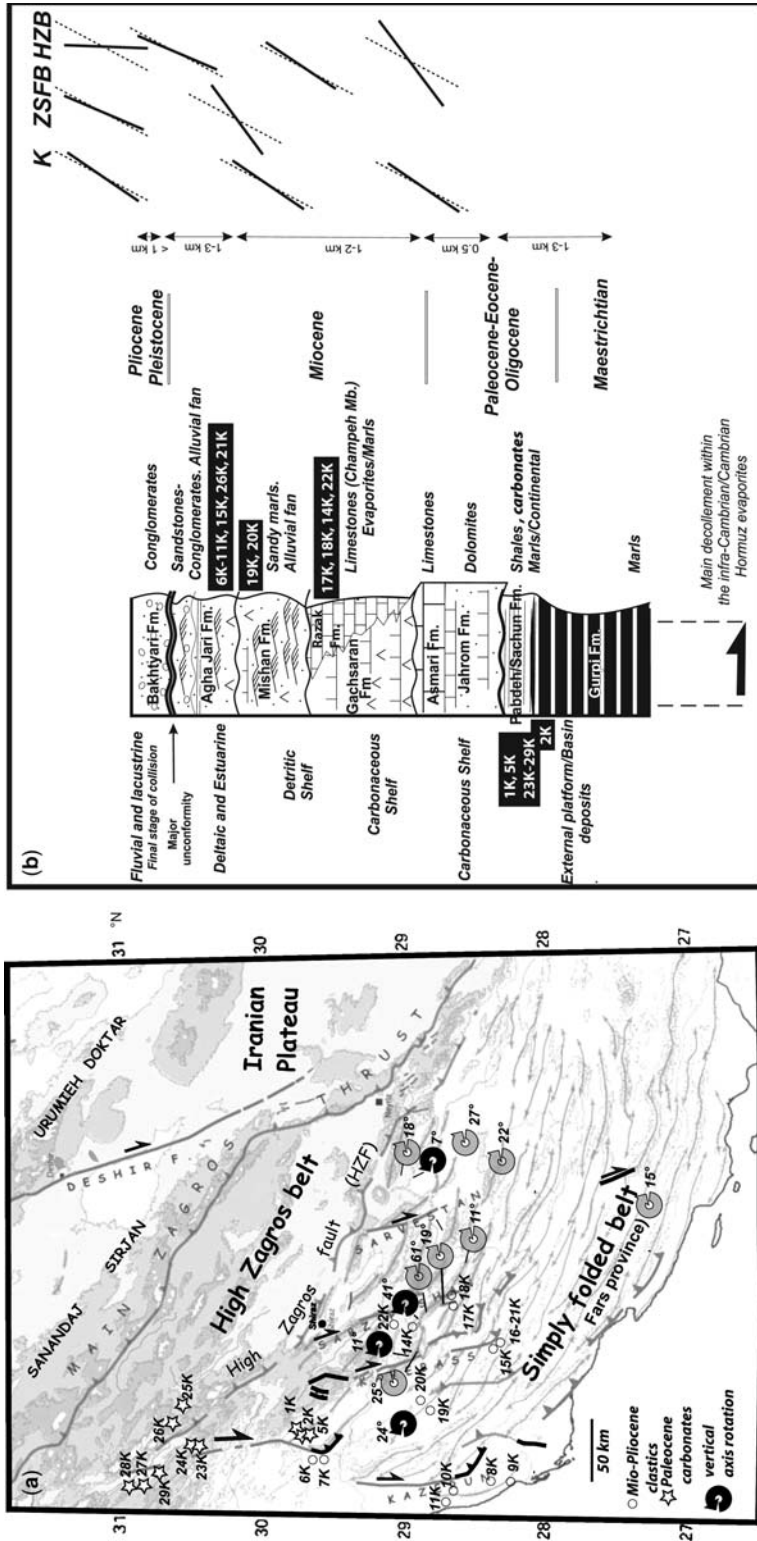 (a)
31
°N
30
29
28
27
URUMIEH DOKTAR
DESHIR F.
Iranian
Plateau
SANANDAJ
SIRJAN
MAIN ZAGROS THRUST
High Zagros belt
High Zagros fault (HZF)
Shiraz
Simply folded belt
(Fars province)
28K
27K
29K
26K
25K
24K
23K
1K
2K
5K
6K
7K
11K
10K
8K
9K
19K
20K
14K
22K
17K
18K
15K
16-21K
11°
41°
24°
25°
61°
19°
11°
18°
7°
27°
22°
15°
31
30
29
28
27
50 km
Mio-Pliocene
clastics
Paleocene
carbonates
vertical
axis rotation
(b)
K ZSFB HZB
Fluvial and lacustrine
Final stage of collision
Major
unconformity
Deltaic and Estuarine
Detritic
Shelf
Carbonaceous
Shelf
Carbonaceous Shelf
1K, 5K
23K-29K
2K
External platform/Basin
deposits
Bakhtyari Fm.
Agha Jari Fm.
Mishan Fm.
Razak
Fm.
Gachsaran
Fm
Asmari Fm.
Jahrom Fm.
Pabdeh/Sachun Fm.
Gurpi Fm.
Conglomerates
Sandstones-
Conglomerates. Alluvial fan
6K-11K, 15K, 26K, 21K
19K, 20K
Sandy marls.
Alluvial fan
17K, 18K, 14K, 22K
Limestones (Champeh Mb.)
Evaporites/Marls
Limestones
Dolomites
Shales, carbonates
Marls/Continental
Marls
Pliocene
Pleistocene
Miocene
Paleocene-Eocene-
Oligocene
Maestrichtian
< 1 km
1-3 km
1-2 km
0.5 km
1-3 km
Main decollement within
the infra-Cambrian/Cambrian
Hormuz evaporites